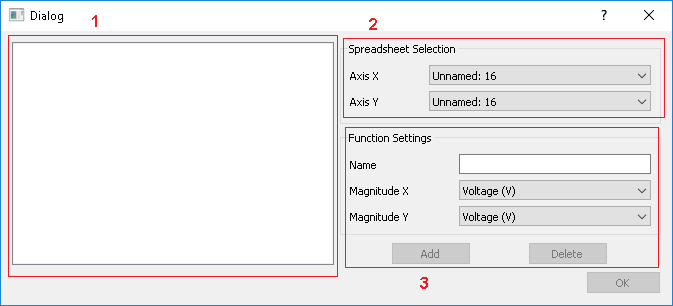 Dialog
?
1
2
Spreadsheet Selection
Axis X Unnamed: 16
Axis Y Unnamed: 16
Function Settings
Name
Magnitude X Voltage (V)
Magnitude Y Voltage (V)
Add Delete
3
OK